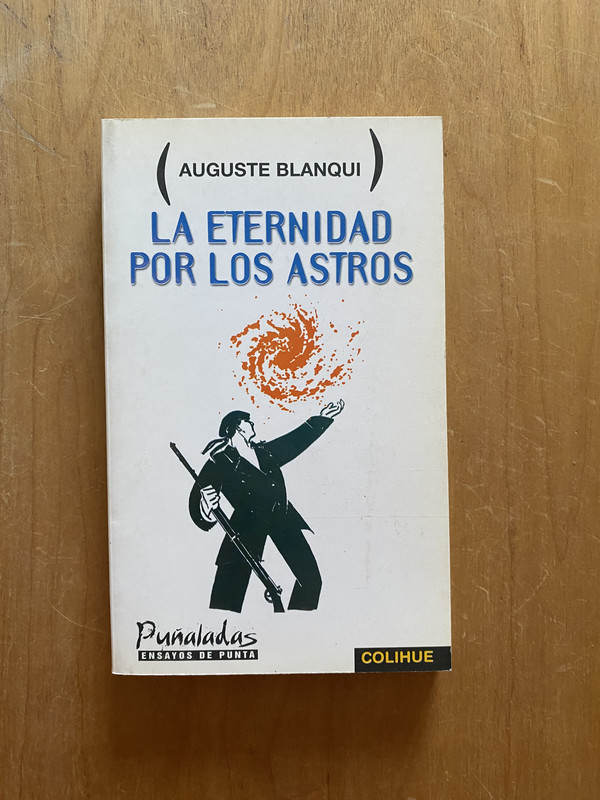 (AUGUSTE BLANQUI)
LA ETERNIDAD
POR LOS ASTROS
Puñaladas
ENSAYOS DE PUNTA
COLIHUE